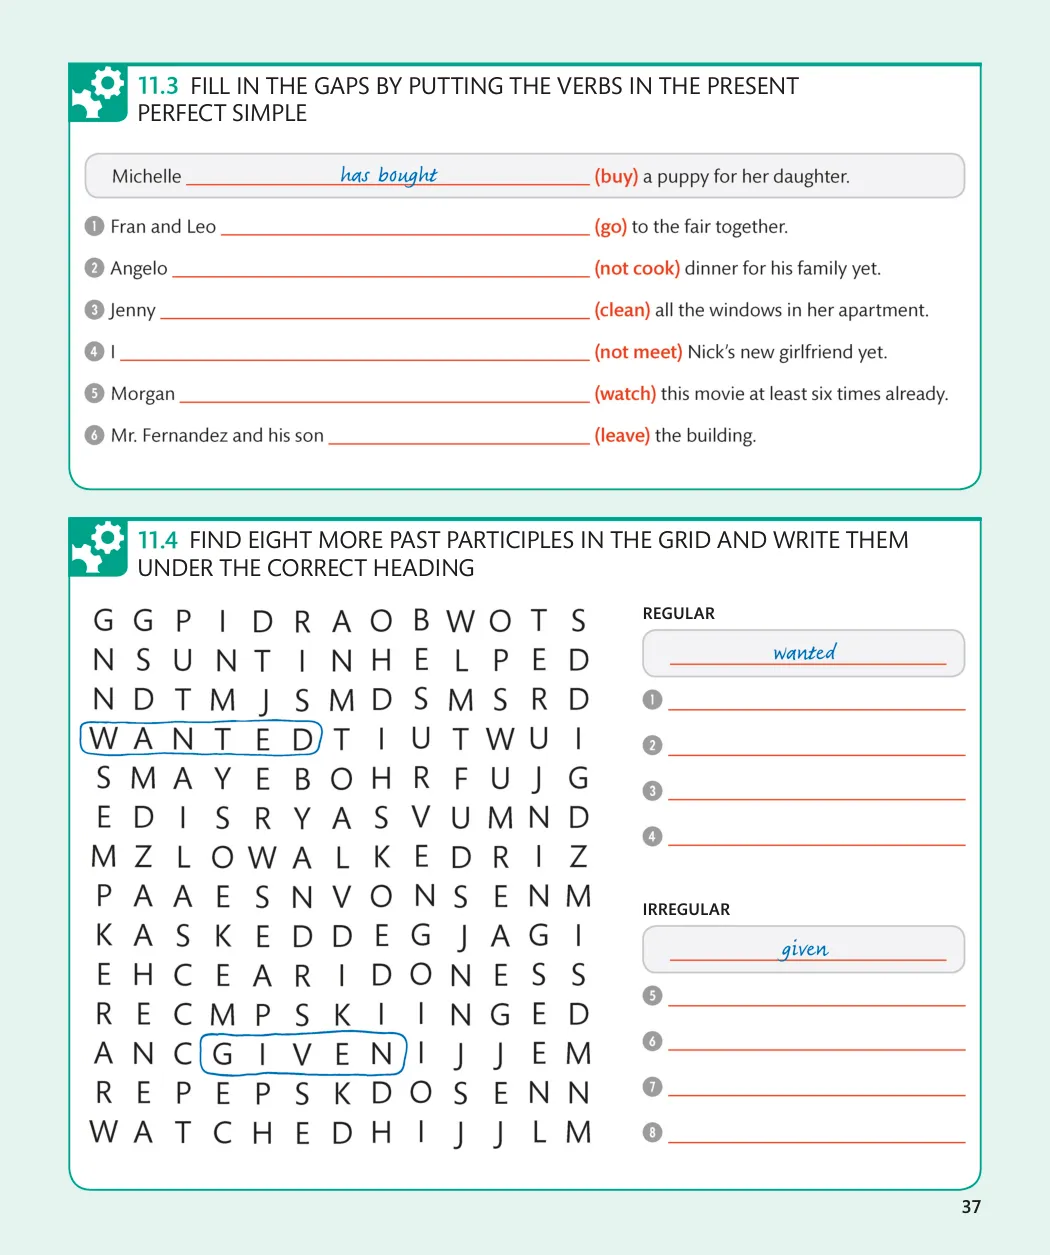 11.3 FILL IN THE GAPS BY PUTTING THE VERBS IN THE PRESENT
PERFECT SIMPLE
Michelle has bought (buy) a puppy for her daughter.
1 Fran and Leo (go) to the fair together.
2 Angelo (not cook) dinner for his family yet.
3 Jenny (clean) all the windows in her apartment.
4 I (not meet) Nick's new girlfriend yet.
5 Morgan (watch) this movie at least six times already.
6 Mr. Fernandez and his son (leave) the building.
11.4 FIND EIGHT MORE PAST PARTICIPLES IN THE GRID AND WRITE THEM
UNDER THE CORRECT HEADING
G G P I D R A O B W O T S
N S U N T I N H E L P E D
N D T M J S M D S M S R D
W A N T E D T I U T W U I
S M A Y E B O H R F U J G
E D I S R Y A S V U M N D
M Z L O W A L K E D R I Z
P A A E S N V O N S E N M
K A S K E D D E G J A G I
E H C E A R I D O N E S S
R E C M P S K I I N G E D
A N C G I V E N I J J E M
R E P E P S K D O S E N N
W A T C H E D H I J J L M
REGULAR
wanted
1
2
3
4
IRREGULAR
given
5
6
7
8
37